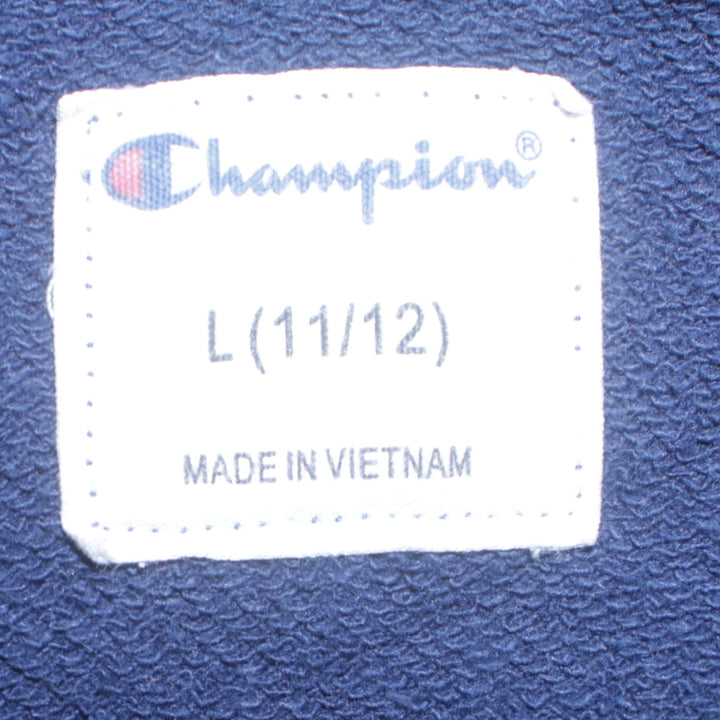 Champion®
L (11/12)
MADE IN VIETNAM